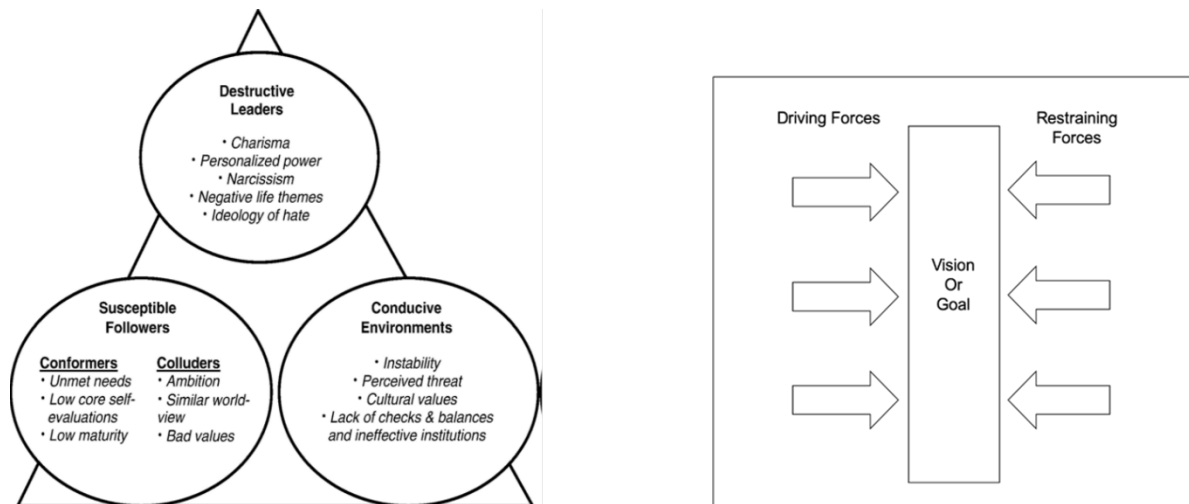 Destructive
Leaders
• Charisma
• Personalized power
• Narcissism
• Negative life themes
• Ideology of hate
Susceptible
Followers
Conformers
• Unmet needs
• Low core self-
evaluations
• Low maturity
Colluders
• Ambition
• Similar world-
view
• Bad values
Conducive
Environments
• Instability
• Perceived threat
• Cultural values
• Lack of checks & balances
and ineffective institutions
Driving Forces
Restraining
Forces
Vision
Or
Goal